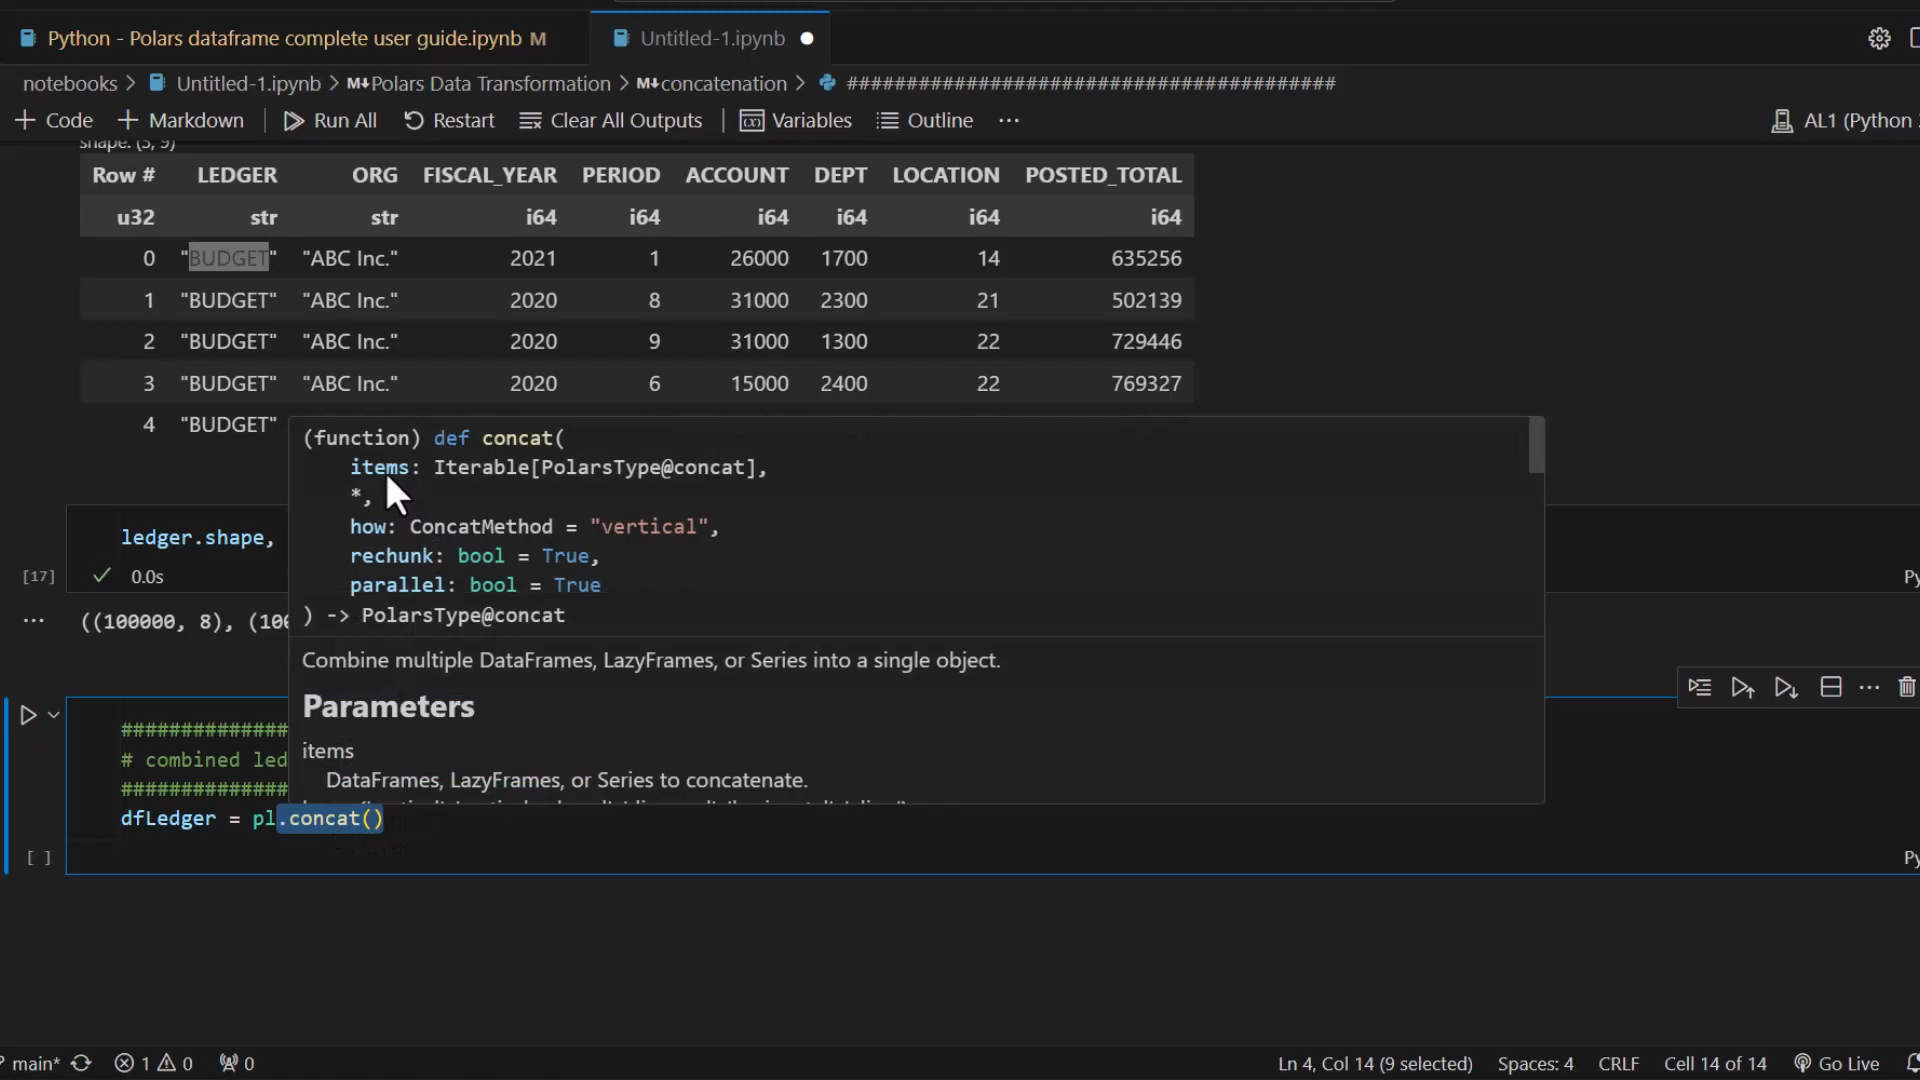 Python - Polars dataframe complete user guide.ipynb M Untitled-1.ipynb
notebooks > Untitled-1.ipynb > M↓Polars Data Transformation > M↓concatenation > #########################################
+ Code + Markdown Run All Restart Clear All Outputs Variables Outline ··· AL1 (Python
shape: (5, 9)
Row # LEDGER ORG FISCAL_YEAR PERIOD ACCOUNT DEPT LOCATION POSTED_TOTAL
u32 str str i64 i64 i64 i64 i64 i64
0 "BUDGET" "ABC Inc." 2021 1 26000 1700 14 635256
1 "BUDGET" "ABC Inc." 2020 8 31000 2300 21 502139
2 "BUDGET" "ABC Inc." 2020 9 31000 1300 22 729446
3 "BUDGET" "ABC Inc." 2020 6 15000 2400 22 769327
4 "BUDGET"
(function) def concat(
items: Iterable[PolarsType@concat],
*,
how: ConcatMethod = "vertical",
rechunk: bool = True,
parallel: bool = True
) -> PolarsType@concat
Combine multiple DataFrames, LazyFrames, or Series into a single object.
Parameters
items
DataFrames, LazyFrames, or Series to concatenate.
ledger.shape,
[17] 0.0s
··· ((100000, 8), (100
##############
# combined led
##############
dfLedger = pl.concat()
[ ]
main* 1 0 0 Ln 4, Col 14 (9 selected) Spaces: 4 CRLF Cell 14 of 14 Go Live